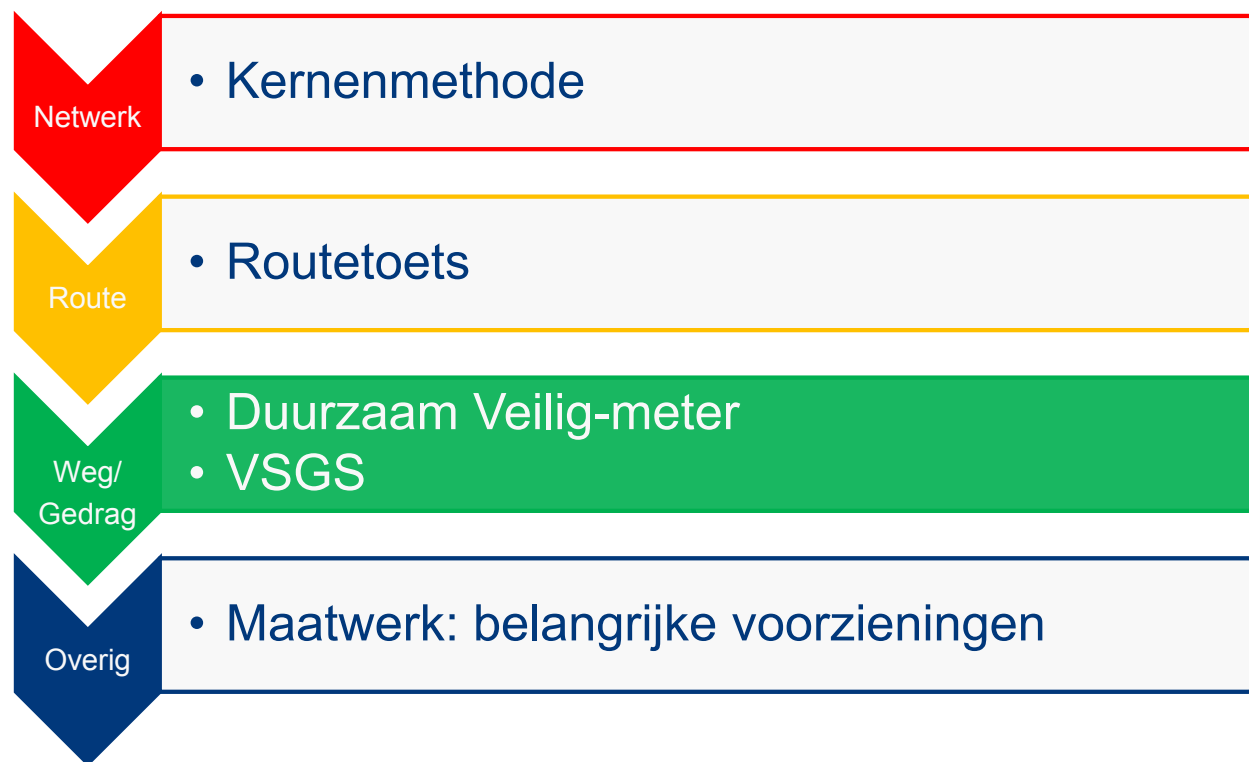 Netwerk
• Kernenmethode
Route
• Routetoets
Weg/
Gedrag
• Duurzaam Veilig-meter
• VSGS
Overig
• Maatwerk: belangrijke voorzieningen